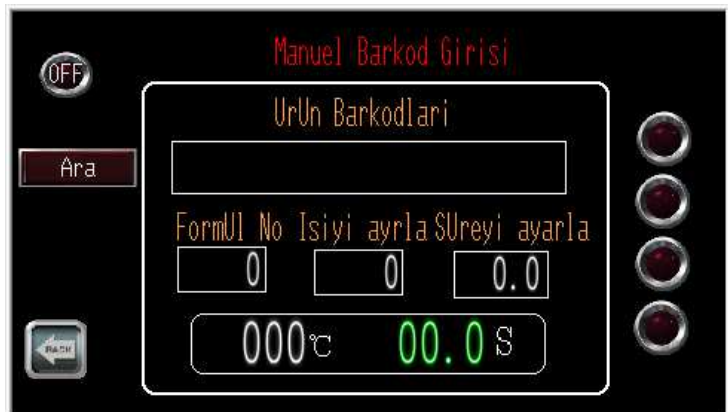 Manuel Barkod Girisi
OFF
UrUn Barkodlari
Ara
FormUl No Isiyi ayrla SUreyi ayarla
0 0 0.0
000℃ 00.0 S
BACK